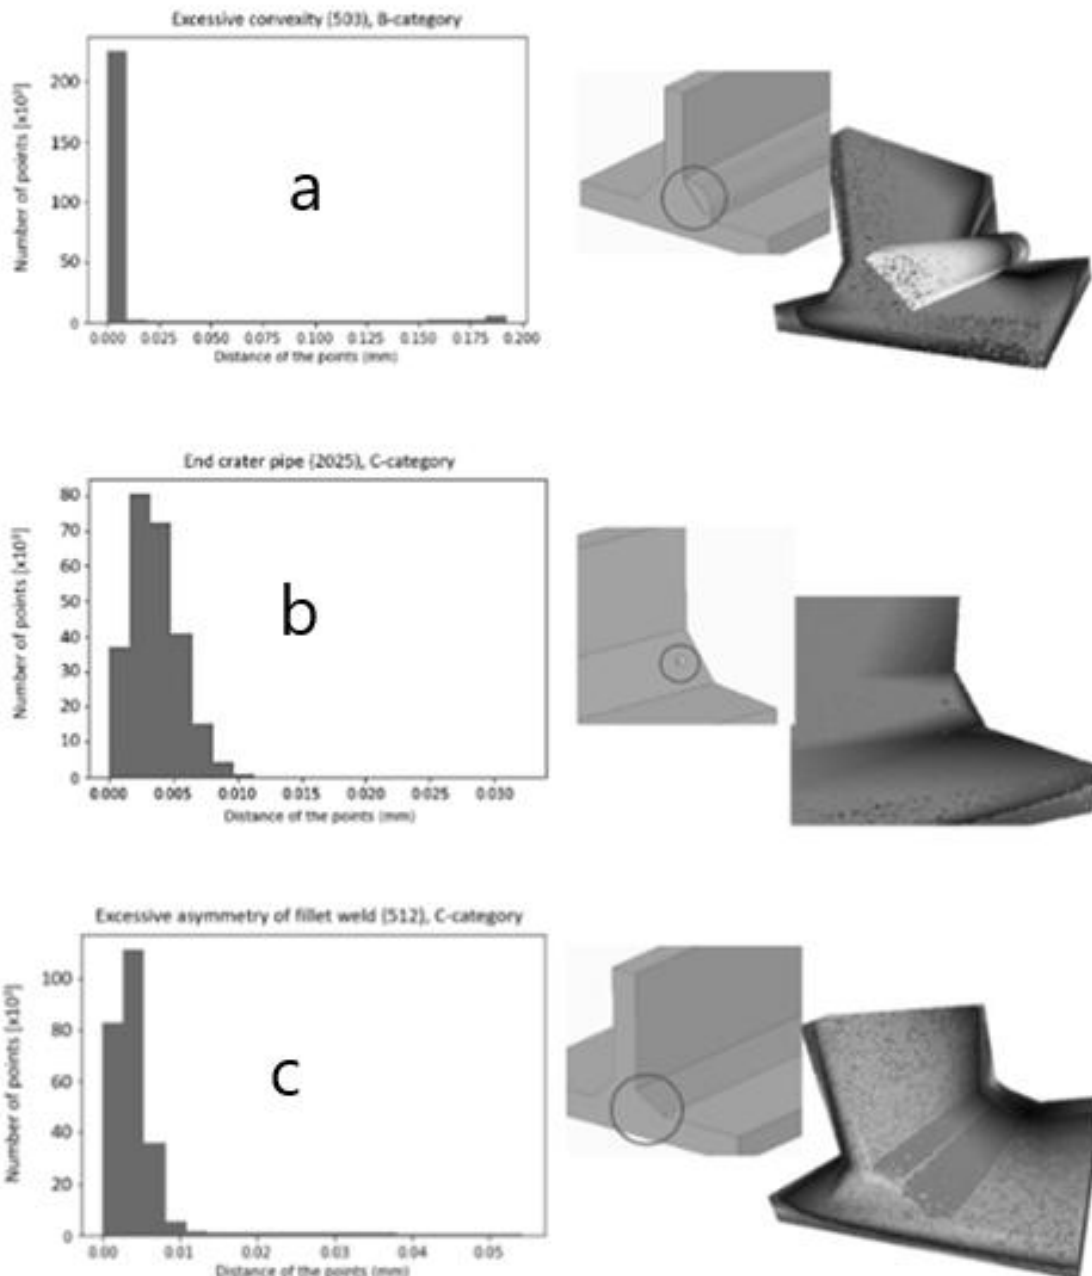 Excessive convexity (503), B-category
Number of points [x10³]
200
150
100
50
0
a
0.000 0.025 0.050 0.075 0.100 0.125 0.150 0.175 0.200
Distance of the points (mm)
End crater pipe (2025), C-category
Number of points [x10³]
80
70
60
50
40
30
20
10
0
b
0.000 0.005 0.010 0.015 0.020 0.025 0.030
Distance of the points (mm)
Excessive asymmetry of fillet weld (512), C-category
Number of points [x10³]
100
80
60
40
20
0
c
0.00 0.01 0.02 0.03 0.04 0.05
Distance of the points (mm)